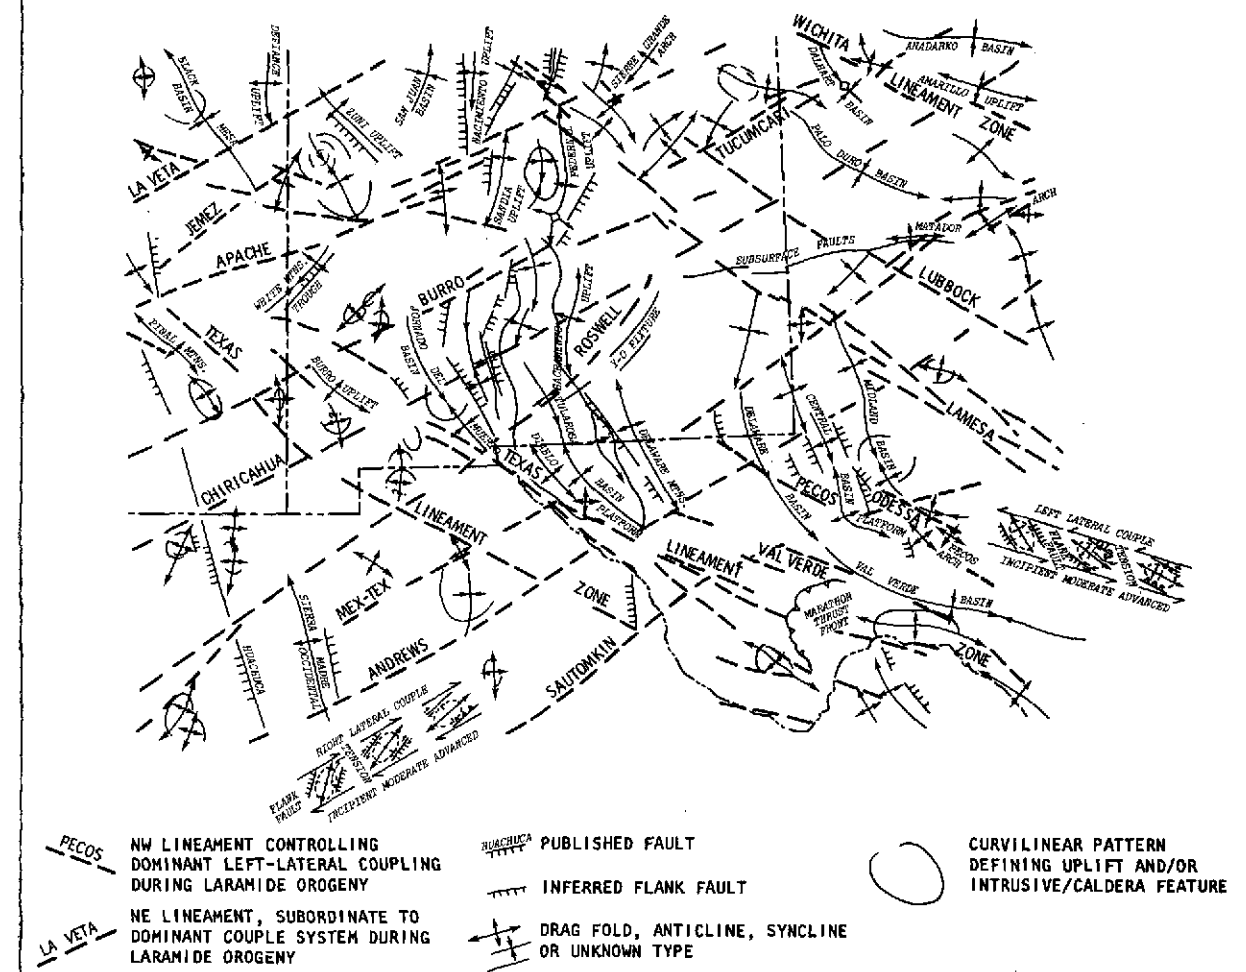 WICHITA
ANADARKO BASIN
DALHART BASIN
LINEAMENT
AMARILLO UPLIFT
ZONE
BLACK
MESA
BASIN
DEFIANCE
UPLIFT
ZUNI UPLIFT
SAN JUAN
BASIN
NACIMIENTO UPLIFT
SIERRE GRANDE
ARCH
PEDERNAL
UPLIFT
SANDIA
UPLIFT
TUCUMCARI
PALO DURO
BASIN
LA VETA
JEMEZ
APACHE
WHITE MTNS.
TROUGH
BURRO
MATADOR
ARCH
SUBSURFACE FAULTS
LUBBOCK
TEXAS
PINAL MTNS.
BURRO UPLIFT
JORNADO
DEL
BASIN
UPLIFT
ROSWELL
Y-O FIXTURE
DIABLO
PLATFORM
BASIN
DELAWARE
MTNS.
DELAWARE
BASIN
CENTRAL
BASIN
PLATFORM
MIDLAND
BASIN
LAMESA
CHIRICAHUA
TEXAS
LINEAMENT
PECOS
ODESSA
PECOS
ARCH
LEFT LATERAL COUPLE
FLANK
TENSION
INCIPIENT MODERATE ADVANCED
LINEAMENT
VAL VERDE
VAL VERDE
BASIN
MARATHON
THRUST
FRONT
ZONE
MEX-TEX
ZONE
SIERRA
MADRE
OCCIDENTAL
HUACHUCA
ANDREWS
SAUTOMKIN
RIGHT LATERAL COUPLE
TENSION
FLANK
FAULT
INCIPIENT MODERATE ADVANCED
PECOS
NW LINEAMENT CONTROLLING
DOMINANT LEFT-LATERAL COUPLING
DURING LARAMIDE OROGENY
LA VETA
NE LINEAMENT, SUBORDINATE TO
DOMINANT COUPLE SYSTEM DURING
LARAMIDE OROGENY
HUACHUCA
PUBLISHED FAULT
INFERRED FLANK FAULT
DRAG FOLD, ANTICLINE, SYNCLINE
OR UNKNOWN TYPE
CURVILINEAR PATTERN
DEFINING UPLIFT AND/OR
INTRUSIVE/CALDERA FEATURE